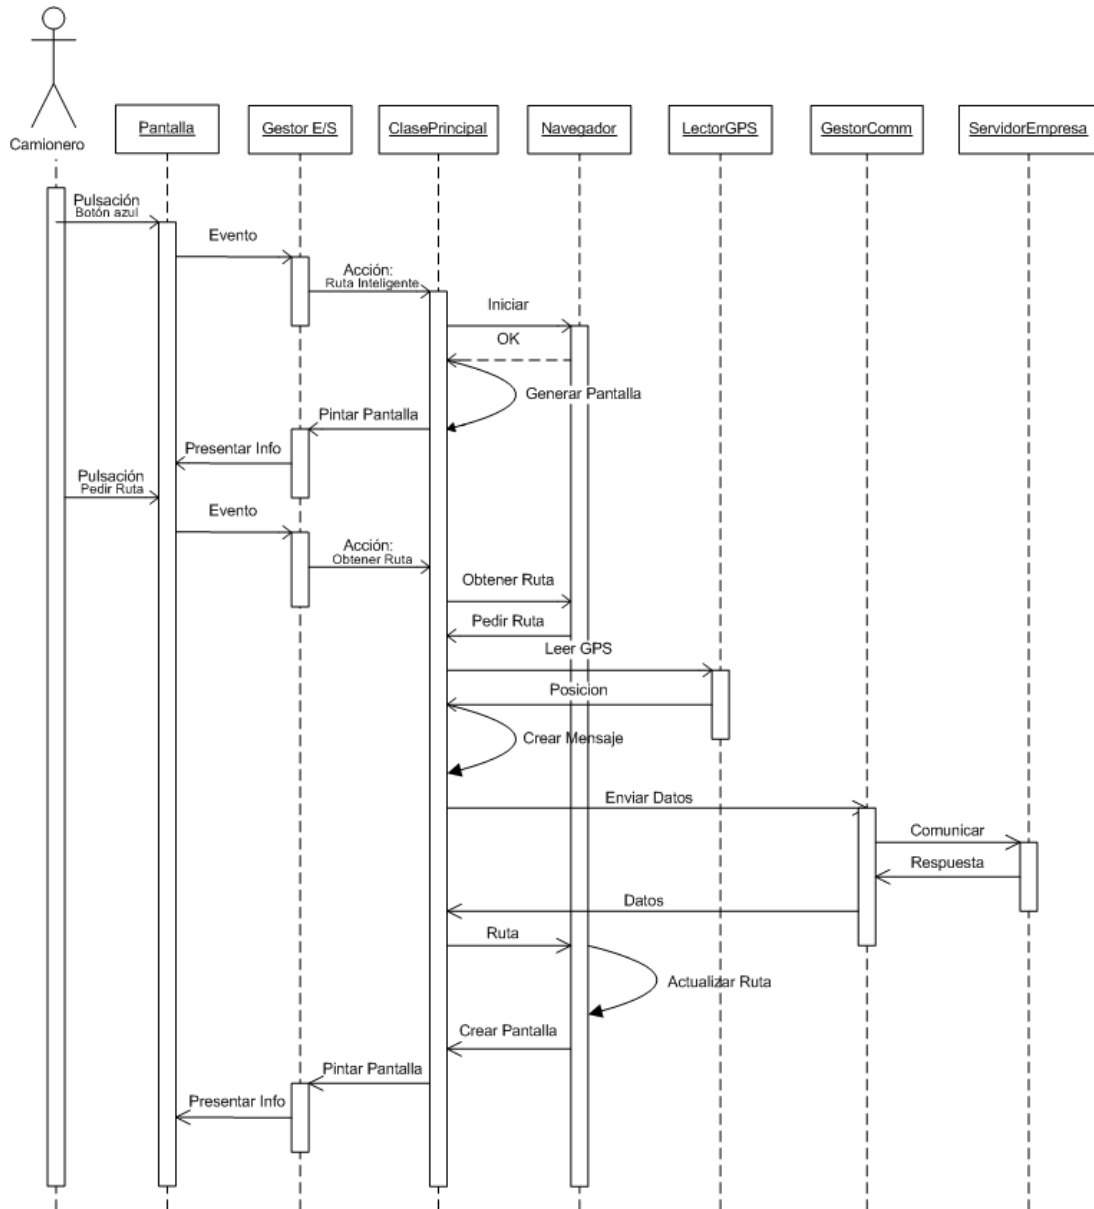 Camionero
Pantalla
Gestor E/S
ClasePrincipal
Navegador
LectorGPS
GestorComm
ServidorEmpresa
Pulsación
Botón azul
Evento
Acción:
Ruta Inteligente
Iniciar
OK
Generar Pantalla
Pintar Pantalla
Presentar Info
Pulsación
Pedir Ruta
Evento
Acción:
Obtener Ruta
Obtener Ruta
Pedir Ruta
Leer GPS
Posicion
Crear Mensaje
Enviar Datos
Comunicar
Respuesta
Datos
Ruta
Actualizar Ruta
Crear Pantalla
Pintar Pantalla
Presentar Info